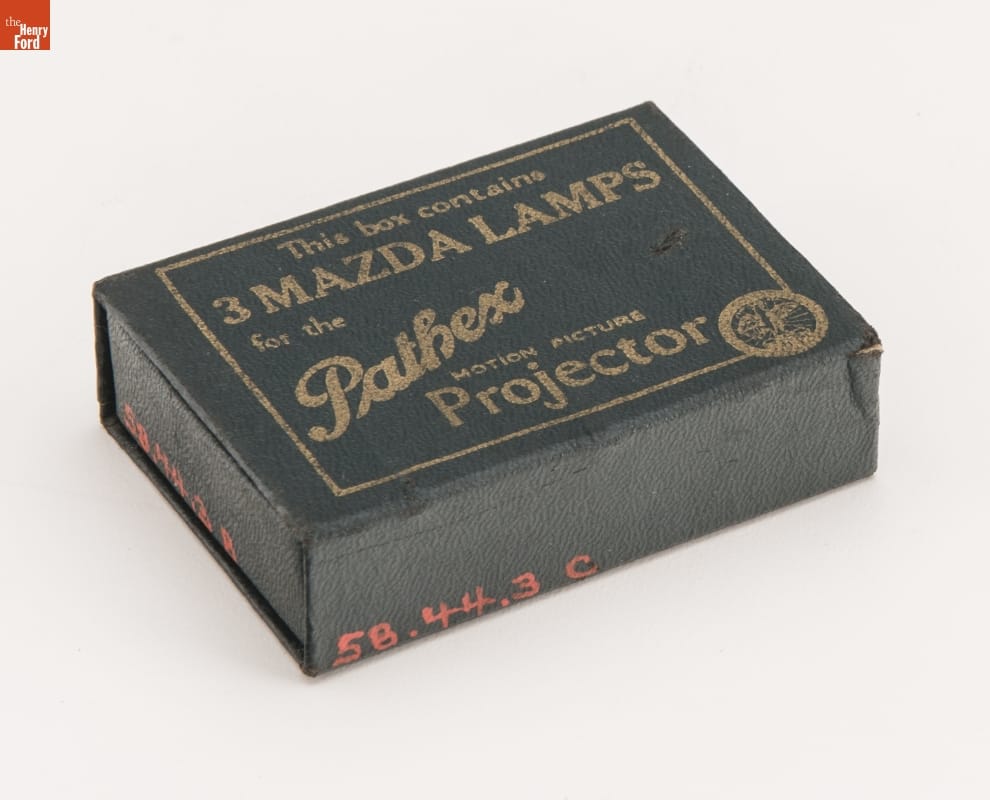 the
Henry
Ford
This box contains
3 MAZDA LAMPS
for the
Pathex
MOTION PICTURE
Projector
58.44.3 C